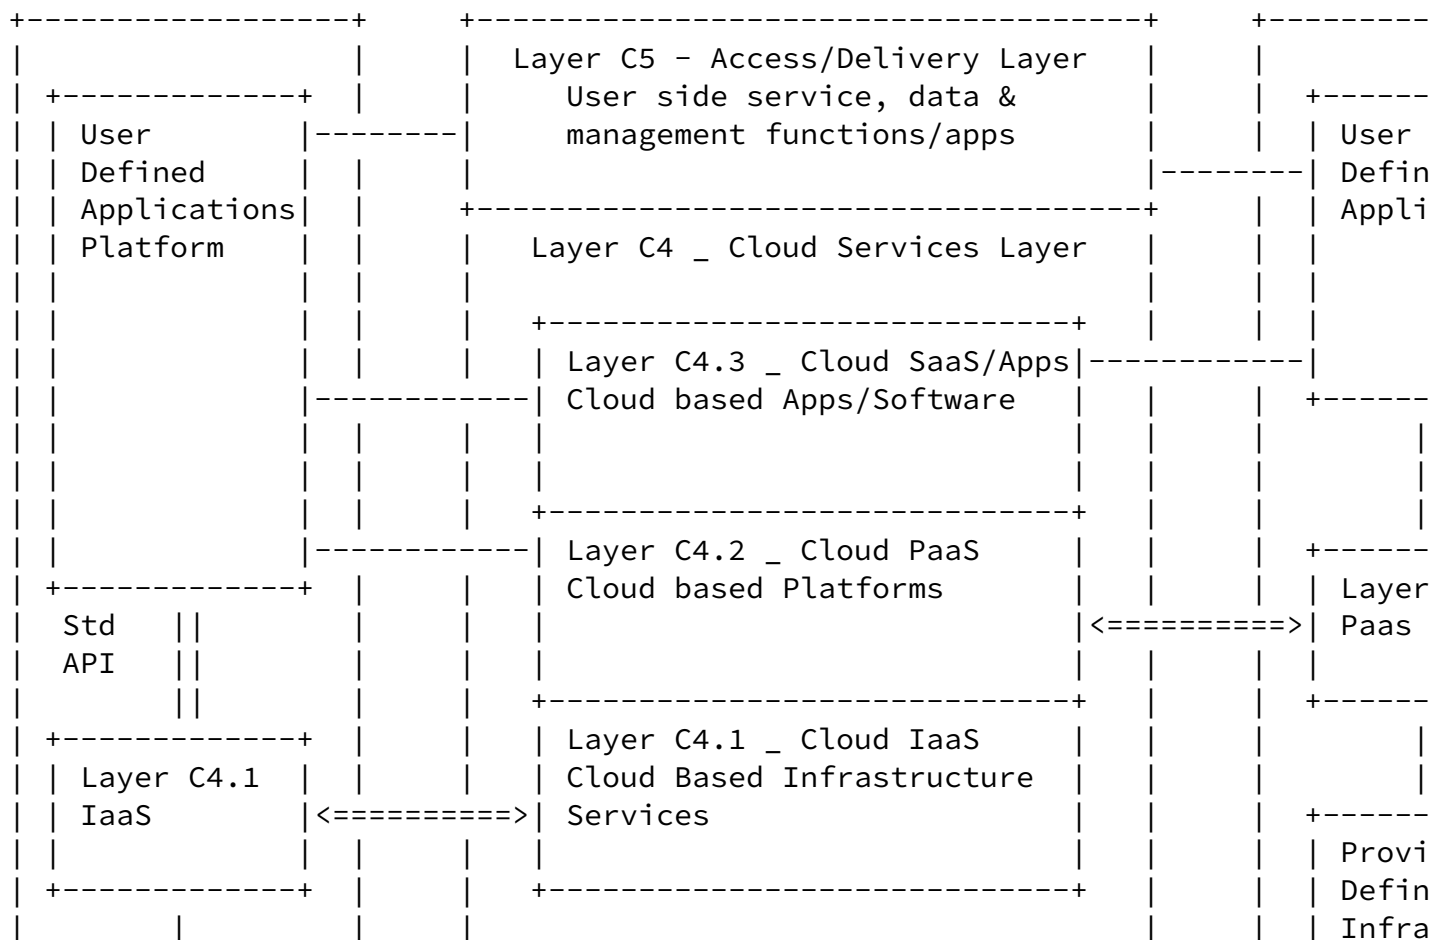 Layer C5 - Access/Delivery Layer
User side service, data &
User management functions/apps User
Defined Defin
Applications Appli
Platform Layer C4 _ Cloud Services Layer
Layer C4.3 _ Cloud SaaS/Apps
Cloud based Apps/Software
Layer C4.2 _ Cloud PaaS
Cloud based Platforms Layer
Std Paas
API
Layer C4.1 _ Cloud IaaS
Layer C4.1 Cloud Based Infrastructure
IaaS Services
Provi
Defin
Infra